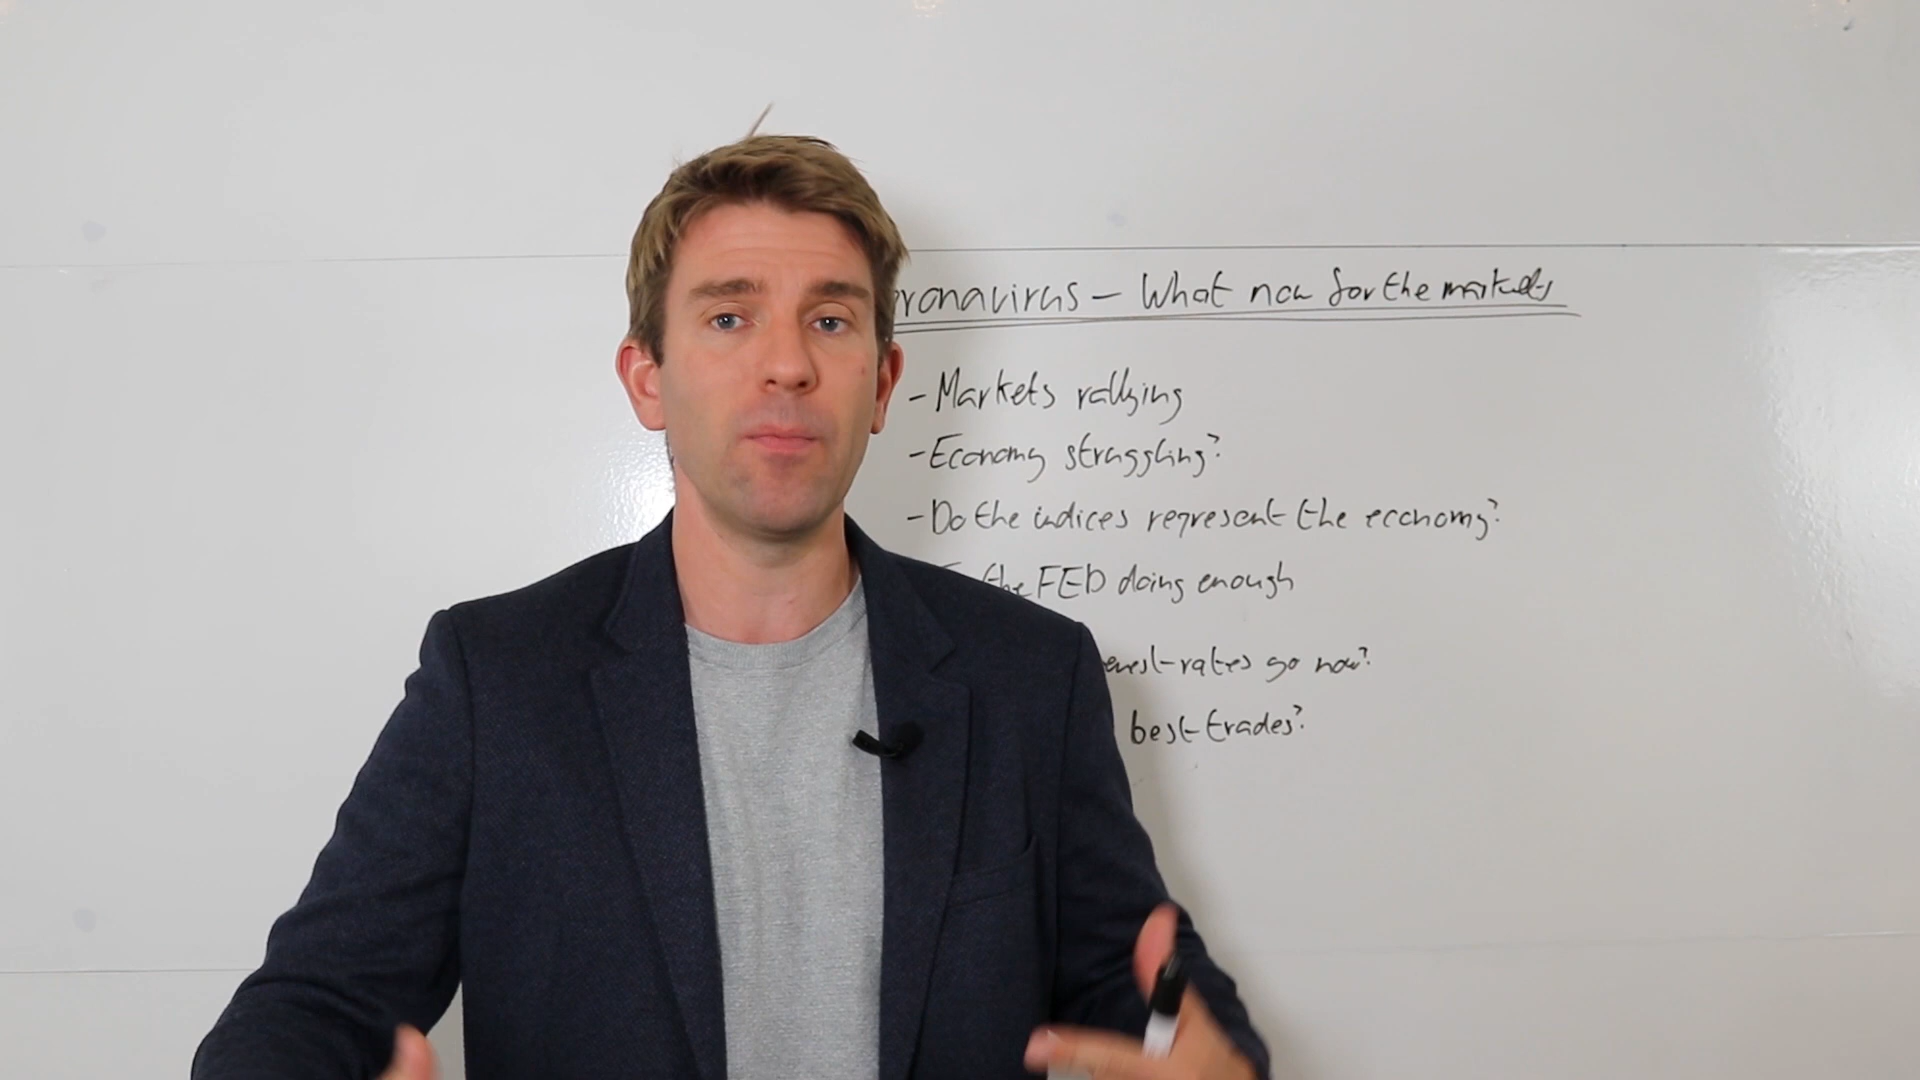 ronavirus - What now for the markets
- Markets rallying
- Economy struggling?
- Do the indices represent the economy?
the FED doing enough
erest rates go now?
best trades?